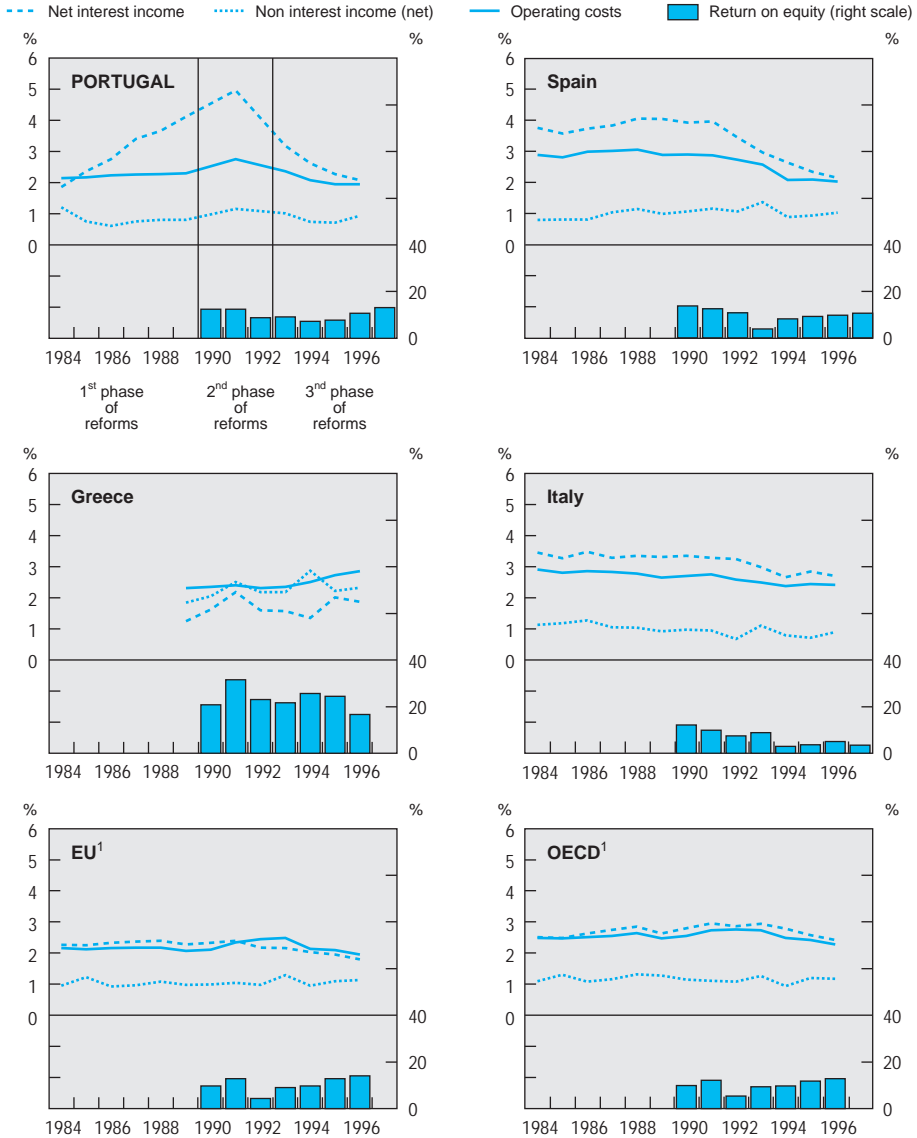 Net interest income Non interest income (net) Operating costs Return on equity (right scale)
% % %
PORTUGAL
6
5
4
3
2
1
0 40
20
0
1984 1986 1988 1990 1992 1994 1996
1st phase of reforms
2nd phase of reforms
3nd phase of reforms
Spain
6
5
4
3
2
1
0 40
20
0
1984 1986 1988 1990 1992 1994 1996
% % %
Greece
6
5
4
3
2
1
0 40
20
0
1984 1986 1988 1990 1992 1994 1996
Italy
6
5
4
3
2
1
0 40
20
0
1984 1986 1988 1990 1992 1994 1996
% % % %
EU1
6
5
4
3
2
1
0 40
20
0
1984 1986 1988 1990 1992 1994 1996
OECD1
6
5
4
3
2
1
0 40
20
0
1984 1986 1988 1990 1992 1994 1996